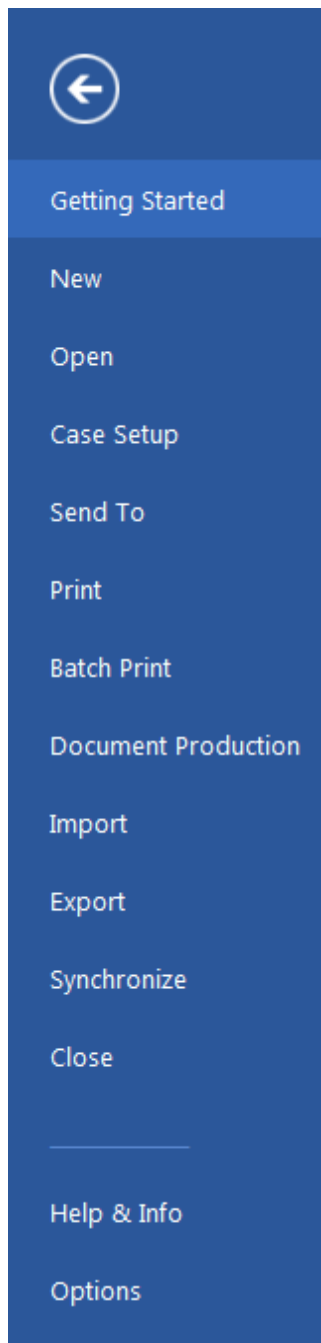 Getting Started
New
Open
Case Setup
Send To
Print
Batch Print
Document Production
Import
Export
Synchronize
Close
Help & Info
Options